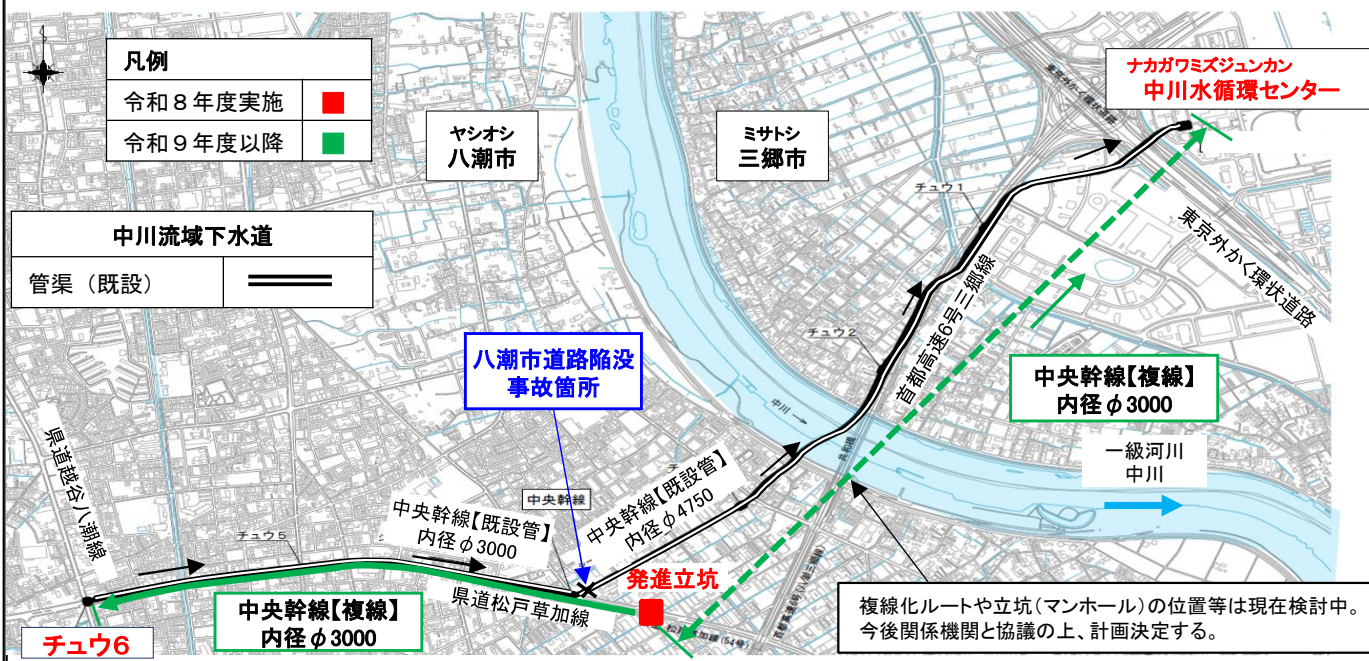 凡例
令和8年度実施
令和9年度以降
中川流域下水道
管渠（既設）
ヤシオシ
八潮市
ミサトシ
三郷市
ナカガワミズジュンカン
中川水循環センター
東京外かく環状道路
チュウ1
東京外かく環状道路
首都高速6号三郷線
チュウ2
八潮市道路陥没
事故箇所
中央幹線【複線】
内径φ3000
中川
一級河川
中川
県道越谷八潮線
中央幹線
中央幹線【既設管】
内径φ4750
中央幹線【既設管】
内径φ3000
チュウ5
発進立坑
県道松戸草加線
中央幹線【複線】
内径φ3000
チュウ6
複線化ルートや立坑（マンホール）の位置等は現在検討中。
今後関係機関と協議の上、計画決定する。